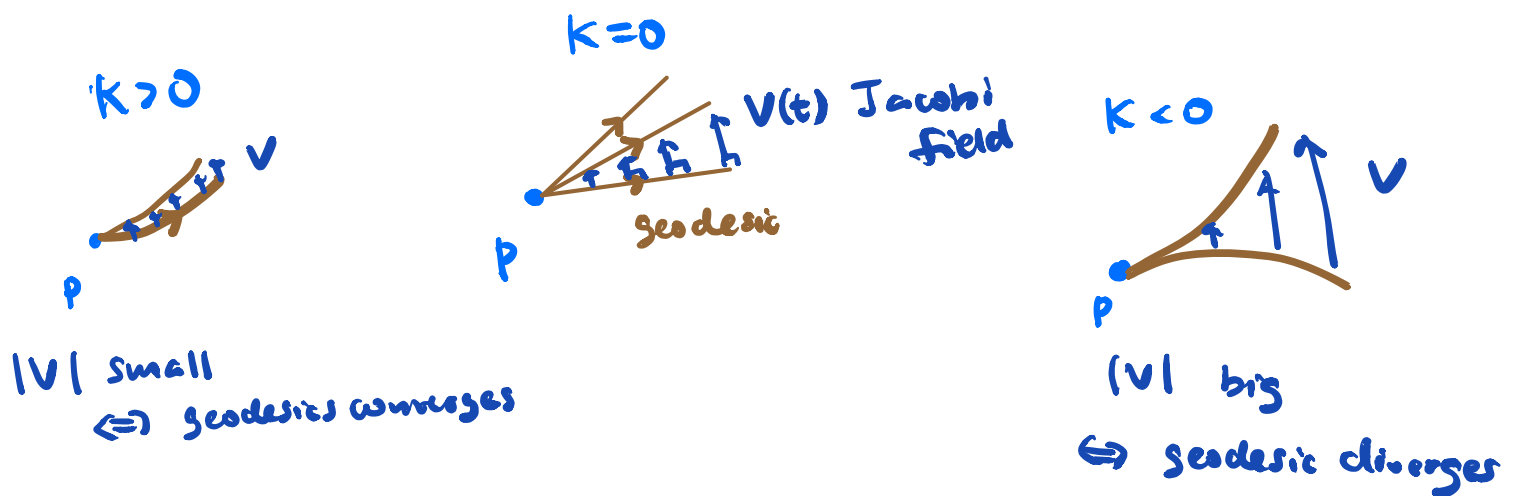 K>0
V
P
|V| small
⇔ geodesics converges
K=0
V(t) Jacobi
field
geodesic
P
K<0
V
P
|V| big
⇔ geodesic diverges